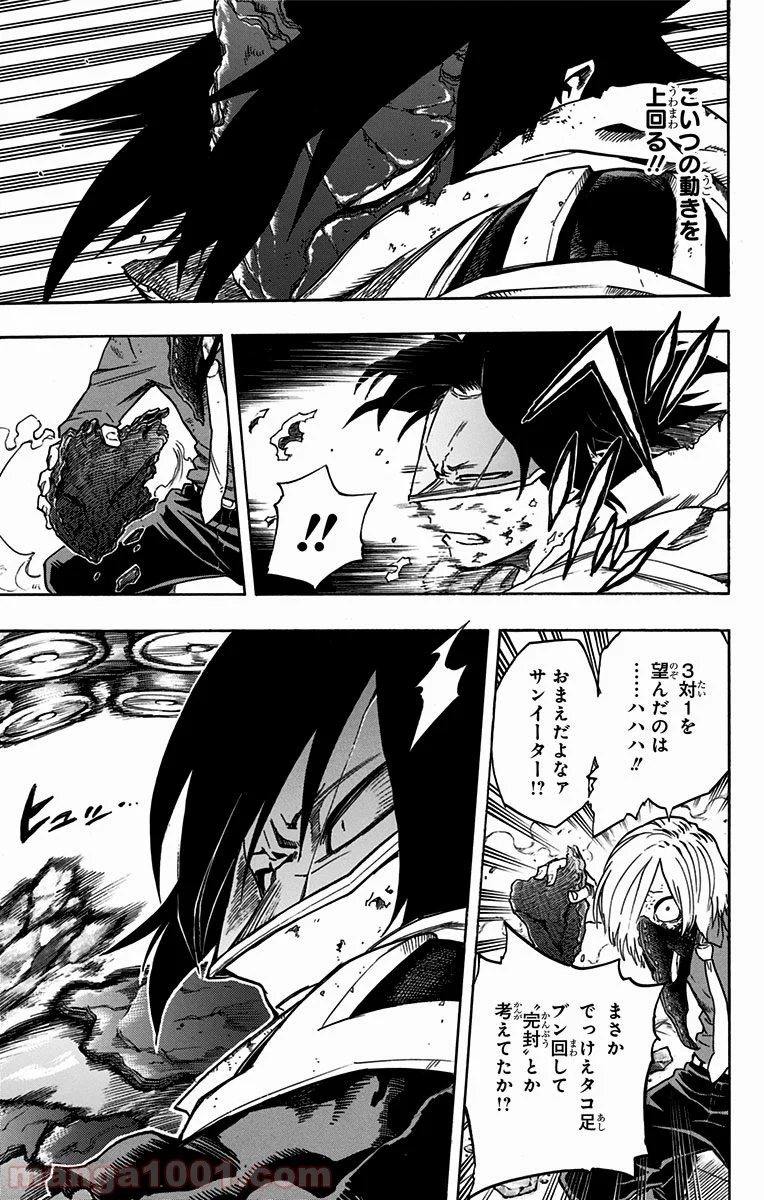 こいつの動きを
上回る!!
!!
3対1を
望んだのは
……ハハハ!!
おまえだよなァ
サンイーター!?
ヒュッ…
まさか
でっけえタコ足
ブン回して
〝完封〟とか
考えてたか!?
manga1001.com